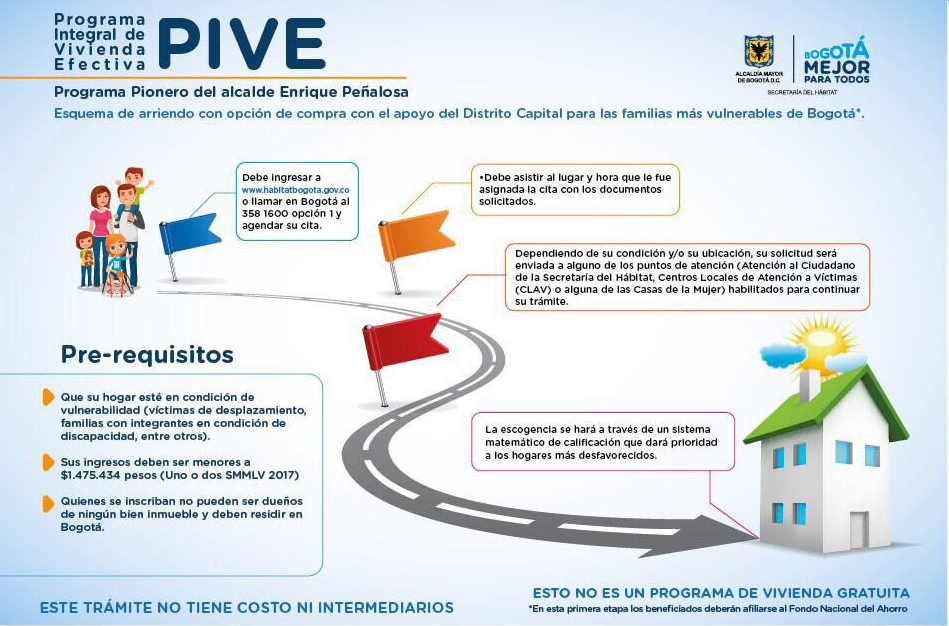 Programa
Integral de
Vivienda
Efectiva
PIVE
Programa Pionero del alcalde Enrique Peñalosa
Esquema de arriendo con opción de compra con el apoyo del Distrito Capital para las familias más vulnerables de Bogotá*.
ALCALDÍA MAYOR
DE BOGOTÁ D.C.
BOGOTÁ
MEJOR
PARA TODOS
SECRETARÍA DEL HÁBITAT
Debe ingresar a
www.habitatbogota.gov.co
o llamar en Bogotá al
358 1600 opción 1 y
agendar su cita.
•Debe asistir al lugar y hora que le fue
asignada la cita con los documentos
solicitados.
Dependiendo de su condición y/o su ubicación, su solicitud será
enviada a alguno de los puntos de atención (Atención al Ciudadano
de la Secretaría del Hábitat, Centros Locales de Atención a Víctimas
(CLAV) o alguna de las Casas de la Mujer) habilitados para continuar
su trámite.
Pre-requisitos
Que su hogar esté en condición de
vulnerabilidad (víctimas de desplazamiento,
familias con integrantes en condición de
discapacidad, entre otros).
Sus ingresos deben ser menores a
$1.475.434 pesos (Uno o dos SMMLV 2017)
Quienes se inscriban no pueden ser dueños
de ningún bien inmueble y deben residir en
Bogotá.
La escogencia se hará a través de un sistema
matemático de calificación que dará prioridad
a los hogares más desfavorecidos.
ESTE TRÁMITE NO TIENE COSTO NI INTERMEDIARIOS
ESTO NO ES UN PROGRAMA DE VIVIENDA GRATUITA
*En esta primera etapa los beneficiados deberán afiliarse al Fondo Nacional del Ahorro